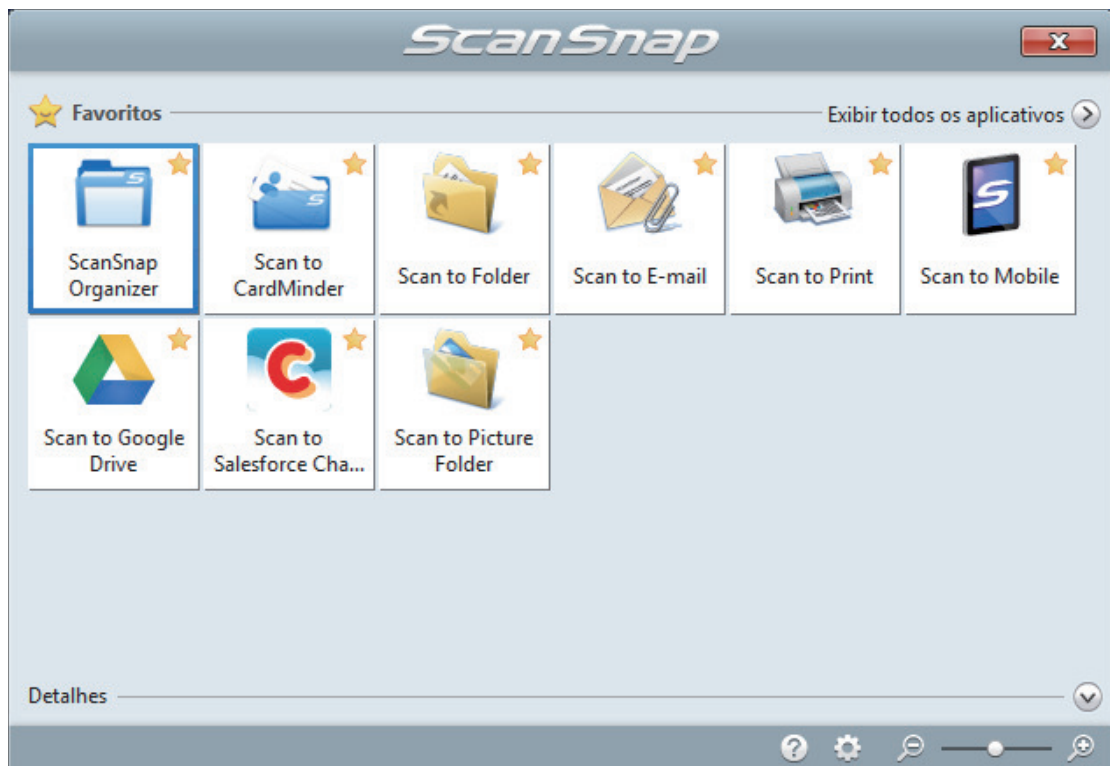 ScanSnap
Favoritos
Exibir todos os aplicativos
ScanSnap
Organizer
Scan to
CardMinder
Scan to Folder
Scan to E-mail
Scan to Print
Scan to Mobile
Scan to Google
Drive
Scan to
Salesforce Cha...
Scan to Picture
Folder
Detalhes